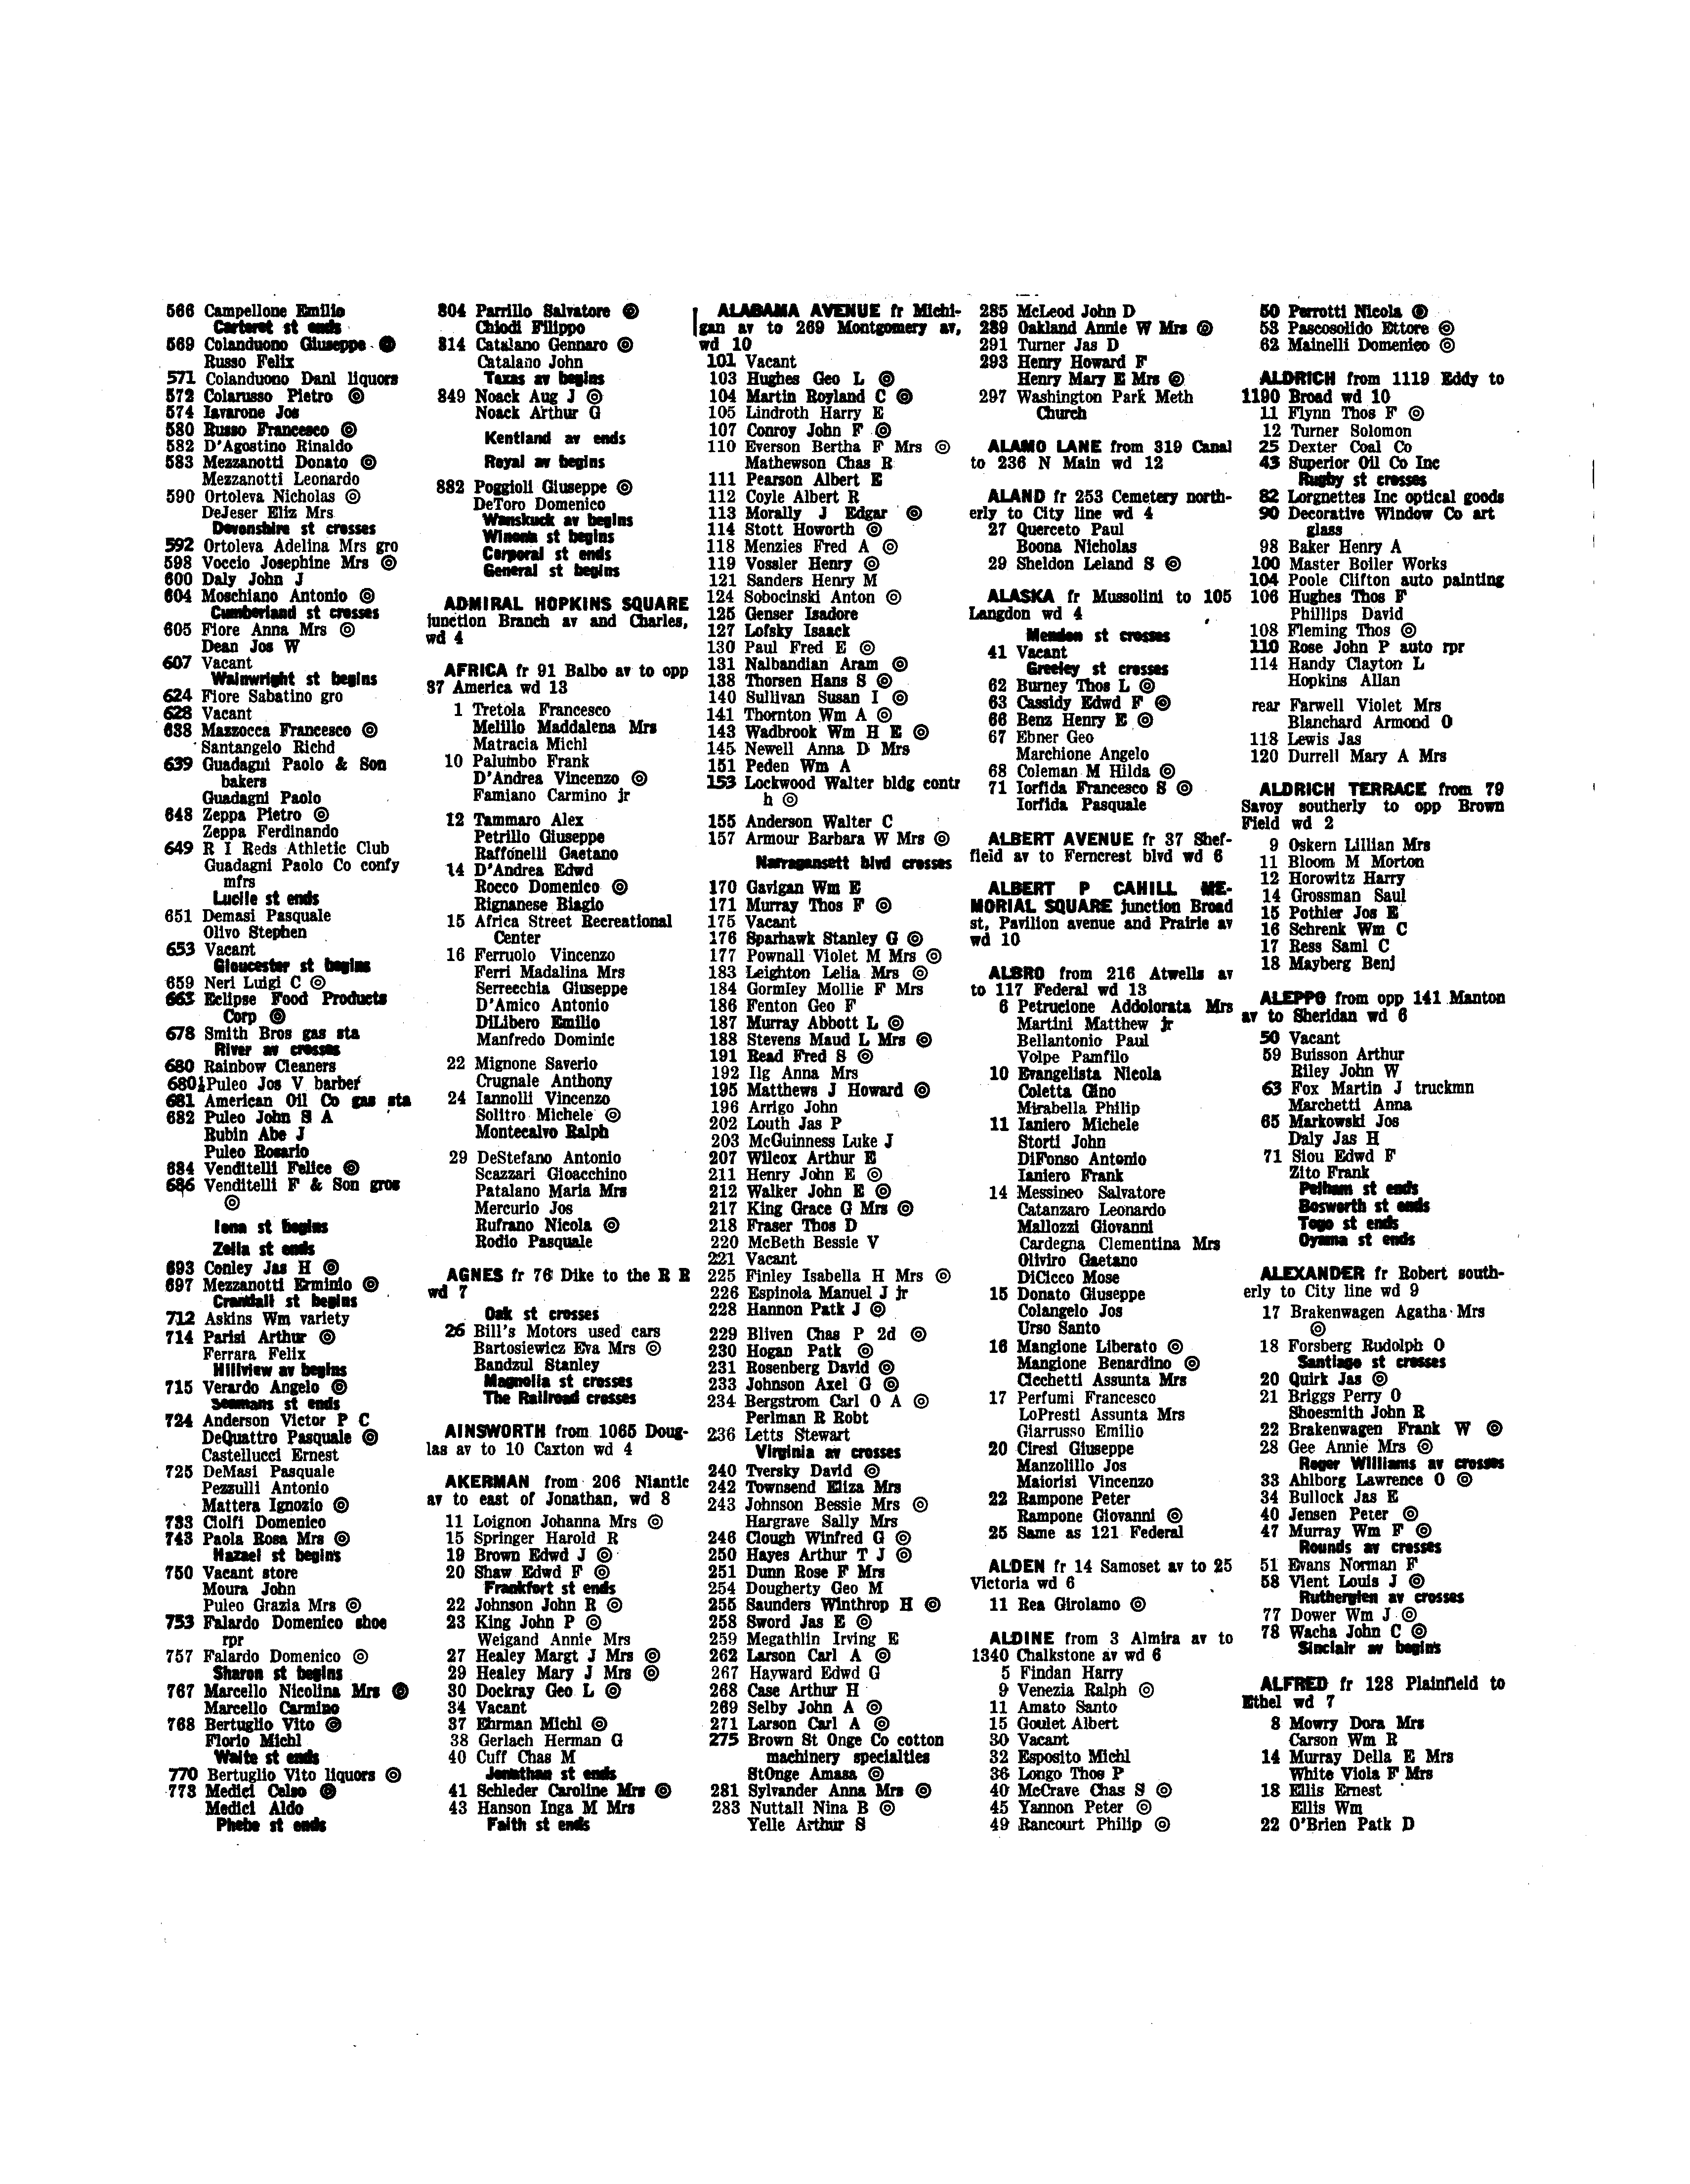 566 Campellone Emilio
Carteret st ends
569 Colanduono Giuseppe ◎
Russo Felix
571 Colanduono Danl liquors
572 Colarusso Pietro ◎
574 Iavarone Jos
580 Russo Francesco ◎
582 D'Agostino Rinaldo
583 Mezzanotti Donato ◎
Mezzanotti Leonardo
590 Ortoleva Nicholas ◎
DeJeser Eliz Mrs
Devonshire st crosses
592 Ortoleva Adelina Mrs gro
598 Voccio Josephine Mrs ◎
600 Daly John J
604 Moschiano Antonio ◎
Cumberland st crosses
605 Fiore Anna Mrs ◎
Dean Jos W
607 Vacant
Wainwright st begins
624 Fiore Sabatino gro
628 Vacant
638 Mazzocca Francesco ◎
Santangelo Richd
639 Guadagni Paolo & Son
bakers
Guadagni Paolo
648 Zeppa Pietro ◎
Zeppa Ferdinando
649 R I Reds Athletic Club
Guadagni Paolo Co confy
mfrs
Lucile st ends
651 Demasi Pasquale
Olivo Stephen
653 Vacant
Gloucester st begins
659 Neri Luigi C ◎
663 Eclipse Food Products
Corp ◎
678 Smith Bros gas sta
River av crosses
680 Rainbow Cleaners
680½ Puleo Jos V barber
681 American Oil Co gas sta
682 Puleo John S A
Rubin Abe J
Puleo Rosario
684 Venditelli Felice ◎
686 Venditelli F & Son gros
◎
Iona st begins
Zella st ends
693 Conley Jas H ◎
697 Mezzanotti Erminio ◎
Crandall st begins
712 Askins Wm variety
714 Parisi Arthur ◎
Ferrara Felix
Hillview av begins
715 Verardo Angelo ◎
Seamans st ends
724 Anderson Victor P C
DeQuattro Pasquale ◎
Castellucci Ernest
725 DeMasi Pasquale
Pezzulli Antonio
Mattera Ignozio ◎
733 Ciolfi Domenico
743 Paola Rosa Mrs ◎
Hazael st begins
750 Vacant store
Moura John
Puleo Grazia Mrs ◎
753 Falardo Domenico shoe
rpr
757 Falardo Domenico ◎
Sharon st begins
767 Marcello Nicolina Mrs ◎
Marcello Carmino
768 Bertuglio Vito ◎
Florio Michl
Waite st ends
770 Bertuglio Vito liquors ◎
773 Medici Celso ◎
Medici Aldo
Phebe st ends
804 Parrillo Salvatore ◎
Chiodi Filippo
814 Catalano Gennaro ◎
Catalano John
Texas av begins
849 Noack Aug J ◎
Noack Arthur G
Kentland av ends
Royal av begins
882 Poggioli Giuseppe ◎
DeToro Domenico
Wanskuck av begins
Winonia st begins
Corporal st ends
General st begins
ADMIRAL HOPKINS SQUARE
junction Branch av and Charles,
wd 4
AFRICA fr 91 Balbo av to opp
37 America wd 13
1 Tretola Francesco
Melillo Maddalena Mrs
Matracia Michl
10 Palumbo Frank
D'Andrea Vincenzo ◎
Famiano Carmino jr
12 Tammaro Alex
Petrillo Giuseppe
Raffonelli Gaetano
14 D'Andrea Edwd
Rocco Domenico ◎
Rignanese Biagio
15 Africa Street Recreational
Center
16 Ferruolo Vincenzo
Ferri Madalina Mrs
Serrecchia Giuseppe
D'Amico Antonio
DiLibero Emilio
Manfredo Dominic
22 Mignone Saverio
Crugnale Anthony
24 Iannolli Vincenzo
Solitro Michele ◎
Montecalvo Ralph
29 DeStefano Antonio
Scazzari Gioacchino
Patalano Maria Mrs
Mercurio Jos
Rufrano Nicola ◎
Rodio Pasquale
AGNES fr 76 Dike to the R R
wd 7
Oak st crosses
26 Bill's Motors used cars
Bartosiewicz Eva Mrs ◎
Bandzul Stanley
Magnolia st crosses
The Railroad crosses
AINSWORTH from 1065 Doug-
las av to 10 Caxton wd 4
AKERMAN from 206 Niantic
av to east of Jonathan, wd 8
11 Loignon Johanna Mrs ◎
15 Springer Harold R
19 Brown Edwd J ◎
20 Shaw Edwd F ◎
Frankfort st ends
22 Johnson John R ◎
23 King John P ◎
Weigand Annie Mrs
27 Healey Margt J Mrs ◎
29 Healey Mary J Mrs ◎
30 Dockray Geo L ◎
34 Vacant
37 Ehrman Michl ◎
38 Gerlach Herman G
40 Cuff Chas M
Jonathan st ends
41 Schleder Caroline Mrs ◎
43 Hanson Inga M Mrs
Faith st ends
ALABAMA AVENUE fr Michi-
gan av to 269 Montgomery av,
wd 10
101 Vacant
103 Hughes Geo L ◎
104 Martin Royland C ◎
105 Lindroth Harry E
107 Conroy John F ◎
110 Everson Bertha F Mrs ◎
Mathewson Chas R
111 Pearson Albert E
112 Coyle Albert R
113 Morally J Edgar ◎
114 Stott Howorth ◎
118 Menzies Fred A ◎
119 Vossler Henry ◎
121 Sanders Henry M
124 Sobocinski Anton ◎
125 Genser Isadore
127 Lofsky Isaack
130 Paul Fred E ◎
131 Nalbandian Aram ◎
138 Thorsen Hans S ◎
140 Sullivan Susan I ◎
141 Thornton Wm A ◎
143 Wadbrook Wm H E ◎
145 Newell Anna D Mrs
151 Peden Wm A
153 Lockwood Walter bldg contr
h ◎
155 Anderson Walter C
157 Armour Barbara W Mrs ◎
Narragansett blvd crosses
170 Gavigan Wm E
171 Murray Thos F ◎
175 Vacant
176 Sparhawk Stanley G ◎
177 Pownall Violet M Mrs ◎
183 Leighton Lelia Mrs ◎
184 Gormley Mollie F Mrs
186 Fenton Geo F
187 Murray Abbott L ◎
188 Stevens Maud L Mrs ◎
191 Read Fred S ◎
192 Ilg Anna Mrs
195 Matthews J Howard ◎
196 Arrigo John
202 Louth Jas P
203 McGuinness Luke J
207 Wilcox Arthur E
211 Henry John E ◎
212 Walker John E ◎
217 King Grace G Mrs ◎
218 Fraser Thos D
220 McBeth Bessie V
221 Vacant
225 Finley Isabella H Mrs ◎
226 Espinola Manuel J jr
228 Hannon Patk J ◎
229 Bliven Chas P 2d ◎
230 Hogan Patk ◎
231 Rosenberg David ◎
233 Johnson Axel G ◎
234 Bergstrom Carl O A ◎
Perlman R Robt
236 Letts Stewart
Virginia av crosses
240 Tversky David ◎
242 Townsend Eliza Mrs
243 Johnson Bessie Mrs ◎
Hargrave Sally Mrs
246 Clough Winfred G ◎
250 Hayes Arthur T J ◎
251 Dunn Rose F Mrs
254 Dougherty Geo M
255 Saunders Winthrop H ◎
258 Sword Jas E ◎
259 Megathlin Irving E
262 Larson Carl A ◎
267 Hayward Edwd G
268 Case Arthur H
269 Selby John A ◎
271 Larson Carl A ◎
275 Brown St Onge Co cotton
machinery specialties
StOnge Amasa ◎
281 Sylvander Anna Mrs ◎
283 Nuttall Nina B ◎
Yelle Arthur S
285 McLeod John D
289 Oakland Annie W Mrs ◎
291 Turner Jas D
293 Henry Howard F
Henry Mary E Mrs ◎
297 Washington Park Meth
Church
ALAMO LANE from 319 Canal
to 236 N Main wd 12
ALAND fr 253 Cemetery north-
erly to City line wd 4
27 Querceto Paul
Boona Nicholas
29 Sheldon Leland S ◎
ALASKA fr Mussolini to 105
Langdon wd 4
Mendon st crosses
41 Vacant
Greeley st crosses
62 Burney Thos L ◎
63 Cassidy Edwd F ◎
66 Benz Henry E ◎
67 Ebner Geo
Marchione Angelo
68 Coleman M Hilda ◎
71 Iorfida Francesco S ◎
Iorfida Pasquale
ALBERT AVENUE fr 37 Shef-
field av to Ferncrest blvd wd 6
ALBERT P CAHILL ME-
MORIAL SQUARE junction Broad
st, Pavilion avenue and Prairie av
wd 10
ALBRO from 216 Atwells av
to 117 Federal wd 13
6 Petrucione Addolorata Mrs
Martini Matthew jr
Bellantonio Paul
Volpe Pamfilo
10 Evangelista Nicola
Coletta Gino
Mirabella Philip
11 Ianiero Michele
Storti John
DiFonso Antonio
Ianiero Frank
14 Messineo Salvatore
Catanzaro Leonardo
Mallozzi Giovanni
Cardegna Clementina Mrs
Oliviro Gaetano
DiCicco Mose
15 Donato Giuseppe
Colangelo Jos
Urso Santo
16 Mangione Liberato ◎
Mangione Benardino ◎
Cicchetti Assunta Mrs
17 Perfumi Francesco
LoPresti Assunta Mrs
Giarrusso Emilio
20 Ciresi Giuseppe
Manzolillo Jos
Maiorisi Vincenzo
22 Rampone Peter
Rampone Giovanni ◎
25 Same as 121 Federal
ALDEN fr 14 Samoset av to 25
Victoria wd 6
11 Rea Girolamo ◎
ALDINE from 3 Almira av to
1340 Chalkstone av wd 6
5 Findan Harry
9 Venezia Ralph ◎
11 Amato Santo
15 Goulet Albert
30 Vacant
32 Esposito Michl
36 Longo Thos P
40 McCrave Chas S ◎
45 Yannon Peter ◎
49 Rancourt Philip ◎
50 Perrotti Nicola ◎
53 Pascosolido Ettore ◎
62 Mainelli Domenico ◎
ALDRICH from 1119 Eddy to
1190 Broad wd 10
11 Flynn Thos F ◎
12 Turner Solomon
25 Dexter Coal Co
43 Superior Oil Co Inc
Rugby st crosses
82 Lorgnettes Inc optical goods
90 Decorative Window Co art
glass
98 Baker Henry A
100 Master Boiler Works
104 Poole Clifton auto painting
106 Hughes Thos F
Phillips David
108 Fleming Thos ◎
110 Rose John P auto rpr
114 Handy Clayton L
Hopkins Allan
rear Farwell Violet Mrs
Blanchard Armond O
118 Lewis Jas
120 Durrell Mary A Mrs
ALDRICH TERRACE from 79
Savoy southerly to opp Brown
Field wd 2
9 Oskern Lillian Mrs
11 Bloom M Morton
12 Horowitz Harry
14 Grossman Saul
15 Pothier Jos E
16 Schrenk Wm C
17 Ress Saml C
18 Mayberg Benj
ALEPPO from opp 141 Manton
av to Sheridan wd 6
50 Vacant
59 Buisson Arthur
Riley John W
63 Fox Martin J truckmn
Marchetti Anna
65 Markowski Jos
Daly Jas H
71 Siou Edwd F
Zito Frank
Pelham st ends
Bosworth st ends
Togo st ends
Oyama st ends
ALEXANDER fr Robert south-
erly to City line wd 9
17 Brakenwagen Agatha Mrs
◎
18 Forsberg Rudolph O
Santiago st crosses
20 Quirk Jas ◎
21 Briggs Perry O
Shoesmith John R
22 Brakenwagen Frank W ◎
28 Gee Annie Mrs ◎
Roger Williams av crosses
33 Ahlborg Lawrence O ◎
34 Bullock Jas E
40 Jensen Peter ◎
47 Murray Wm F ◎
Rounds av crosses
51 Evans Norman F
58 Vient Louis J ◎
Rutherglen av crosses
77 Dower Wm J ◎
78 Wacha John C ◎
Sinclair av begins
ALFRED fr 128 Plainfield to
Ethel wd 7
8 Mowry Dora Mrs
Carson Wm R
14 Murray Della E Mrs
White Viola F Mrs
18 Ellis Ernest
Ellis Wm
22 O'Brien Patk D